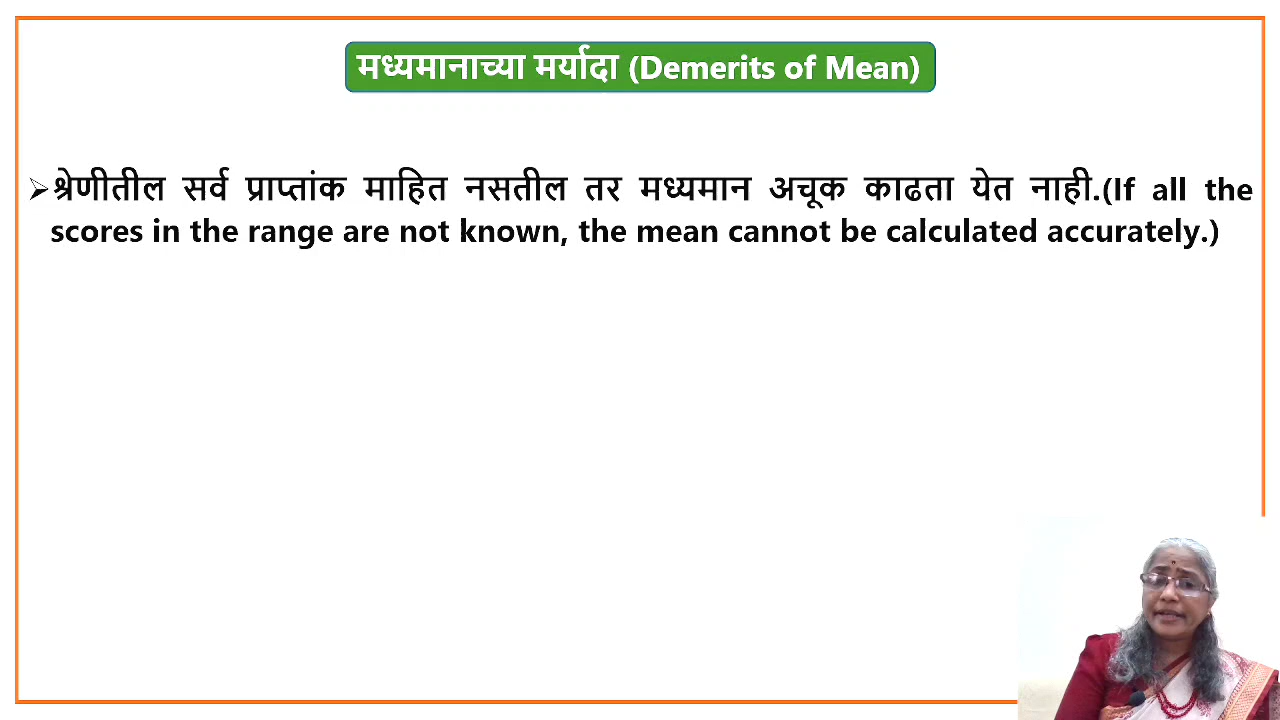 मध्यमानाच्या मर्यादा (Demerits of Mean)
➢श्रेणीतील सर्व प्राप्तांक माहित नसतील तर मध्यमान अचूक काढता येत नाही.(If all the
scores in the range are not known, the mean cannot be calculated accurately.)